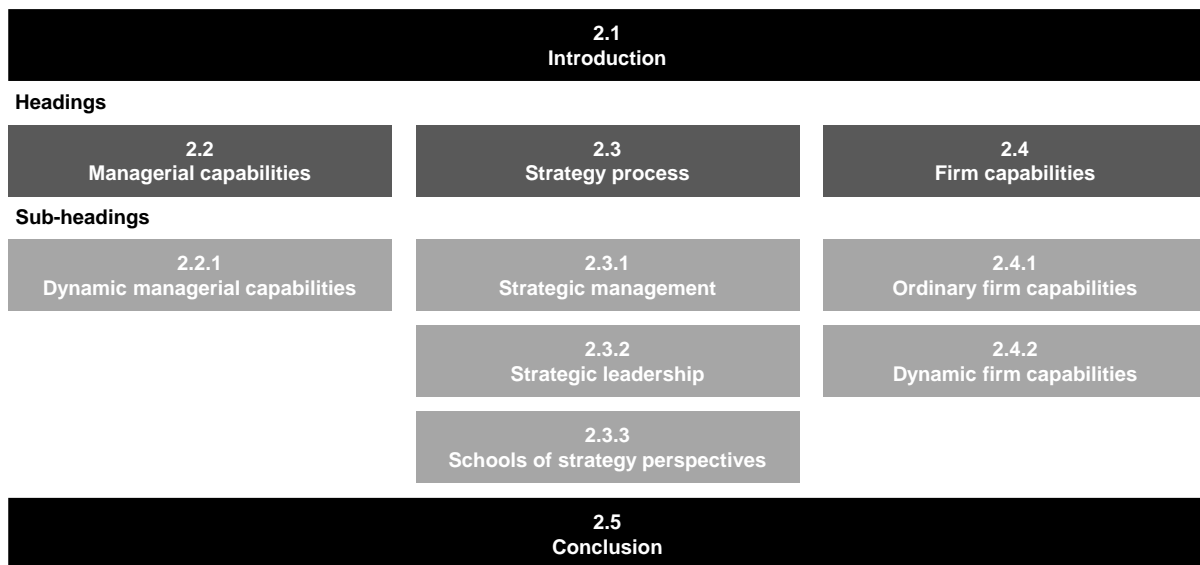 2.1
Introduction
Headings
2.2
Managerial capabilities
2.3
Strategy process
2.4
Firm capabilities
Sub-headings
2.2.1
Dynamic managerial capabilities
2.3.1
Strategic management
2.4.1
Ordinary firm capabilities
2.3.2
Strategic leadership
2.4.2
Dynamic firm capabilities
2.3.3
Schools of strategy perspectives
2.5
Conclusion